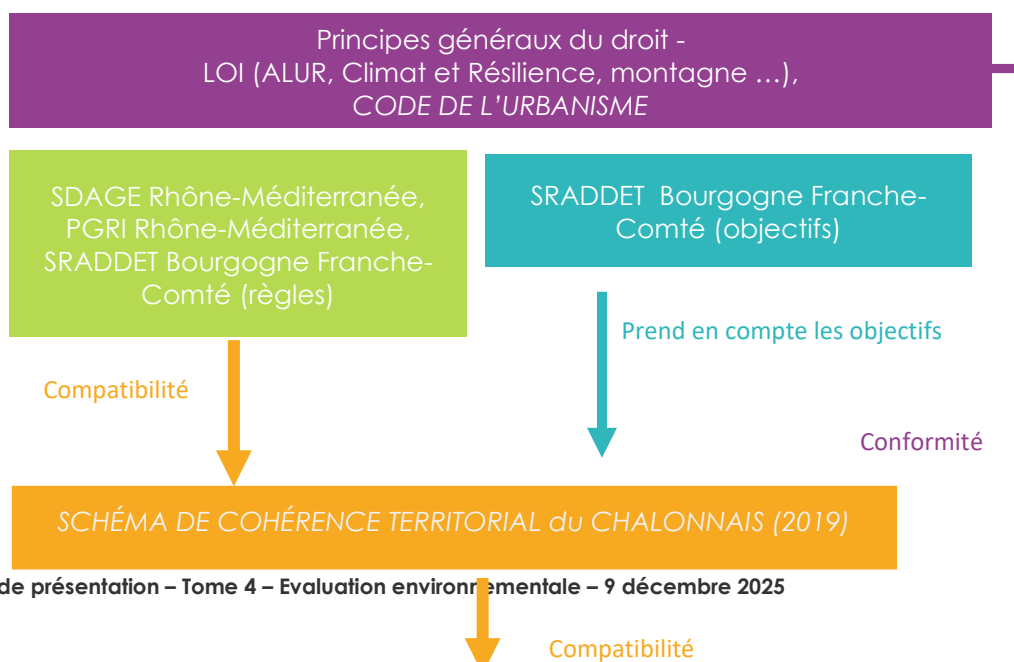 Principes généraux du droit -
LOI (ALUR, Climat et Résilience, montagne …),
CODE DE L'URBANISME
SDAGE Rhône-Méditerranée,
PGRI Rhône-Méditerranée,
SRADDET Bourgogne Franche-
Comté (règles)
SRADDET Bourgogne Franche-
Comté (objectifs)
Prend en compte les objectifs
Compatibilité
Conformité
SCHÉMA DE COHÉRENCE TERRITORIAL du CHALONNAIS (2019)
de présentation – Tome 4 – Evaluation environnementale – 9 décembre 2025
Compatibilité